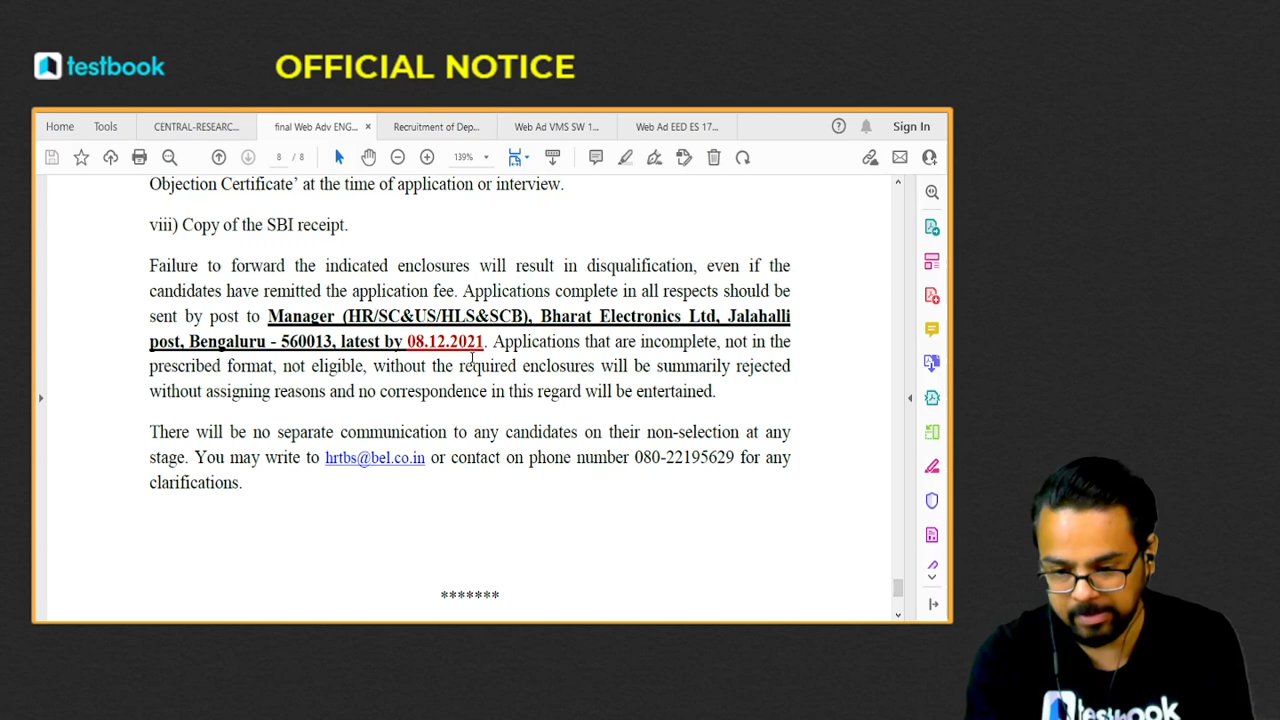 testbook
OFFICIAL NOTICE
Home Tools CENTRAL-RESEARC... final Web Adv ENG... × Recruitment of Dep... Web Ad VMS SW 1... Web Ad EED ES 17... Sign In
8 / 8 139%
Objection Certificate’ at the time of application or interview.
viii) Copy of the SBI receipt.
Failure to forward the indicated enclosures will result in disqualification, even if the
candidates have remitted the application fee. Applications complete in all respects should be
sent by post to Manager (HR/SC&US/HLS&SCB), Bharat Electronics Ltd, Jalahalli
post, Bengaluru - 560013, latest by 08.12.2021. Applications that are incomplete, not in the
prescribed format, not eligible, without the required enclosures will be summarily rejected
without assigning reasons and no correspondence in this regard will be entertained.
There will be no separate communication to any candidates on their non-selection at any
stage. You may write to hrtbs@bel.co.in or contact on phone number 080-22195629 for any
clarifications.
*******
testbook